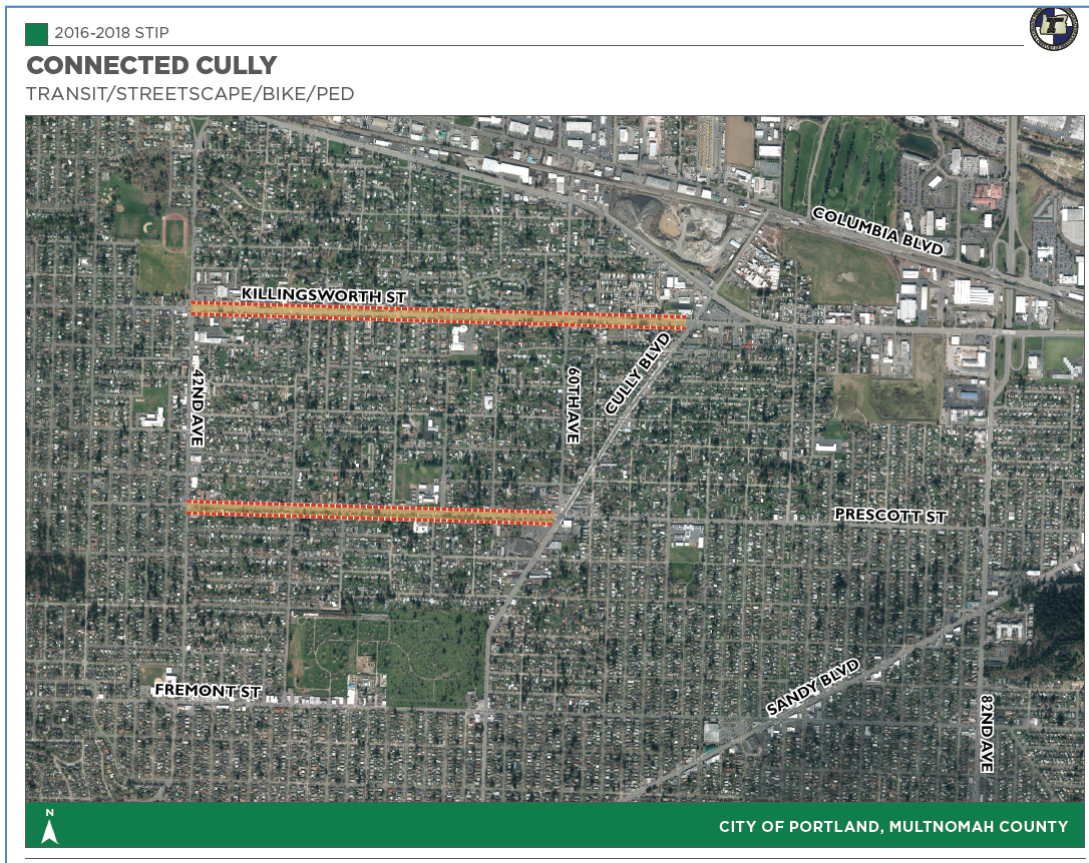 2016-2018 STIP
CONNECTED CULLY
TRANSIT/STREETSCAPE/BIKE/PED
COLUMBIA BLVD
KILLINGSWORTH ST
42ND AVE
60TH AVE
CULLY BLVD
PRESCOTT ST
FREMONT ST
SANDY BLVD
82ND AVE
N
CITY OF PORTLAND, MULTNOMAH COUNTY